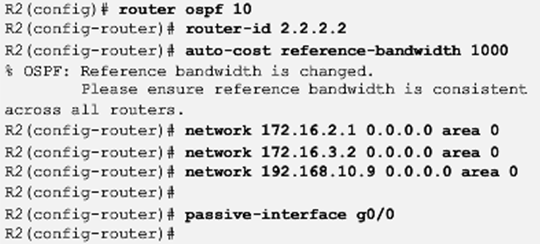 R2(config)# router ospf 10
R2(config-router)# router-id 2.2.2.2
R2(config-router)# auto-cost reference-bandwidth 1000
% OSPF: Reference bandwidth is changed.
Please ensure reference bandwidth is consistent
across all routers.
R2(config-router)# network 172.16.2.1 0.0.0.0 area 0
R2(config-router)# network 172.16.3.2 0.0.0.0 area 0
R2(config-router)# network 192.168.10.9 0.0.0.0 area 0
R2(config-router)#
R2(config-router)# passive-interface g0/0
R2(config-router)#